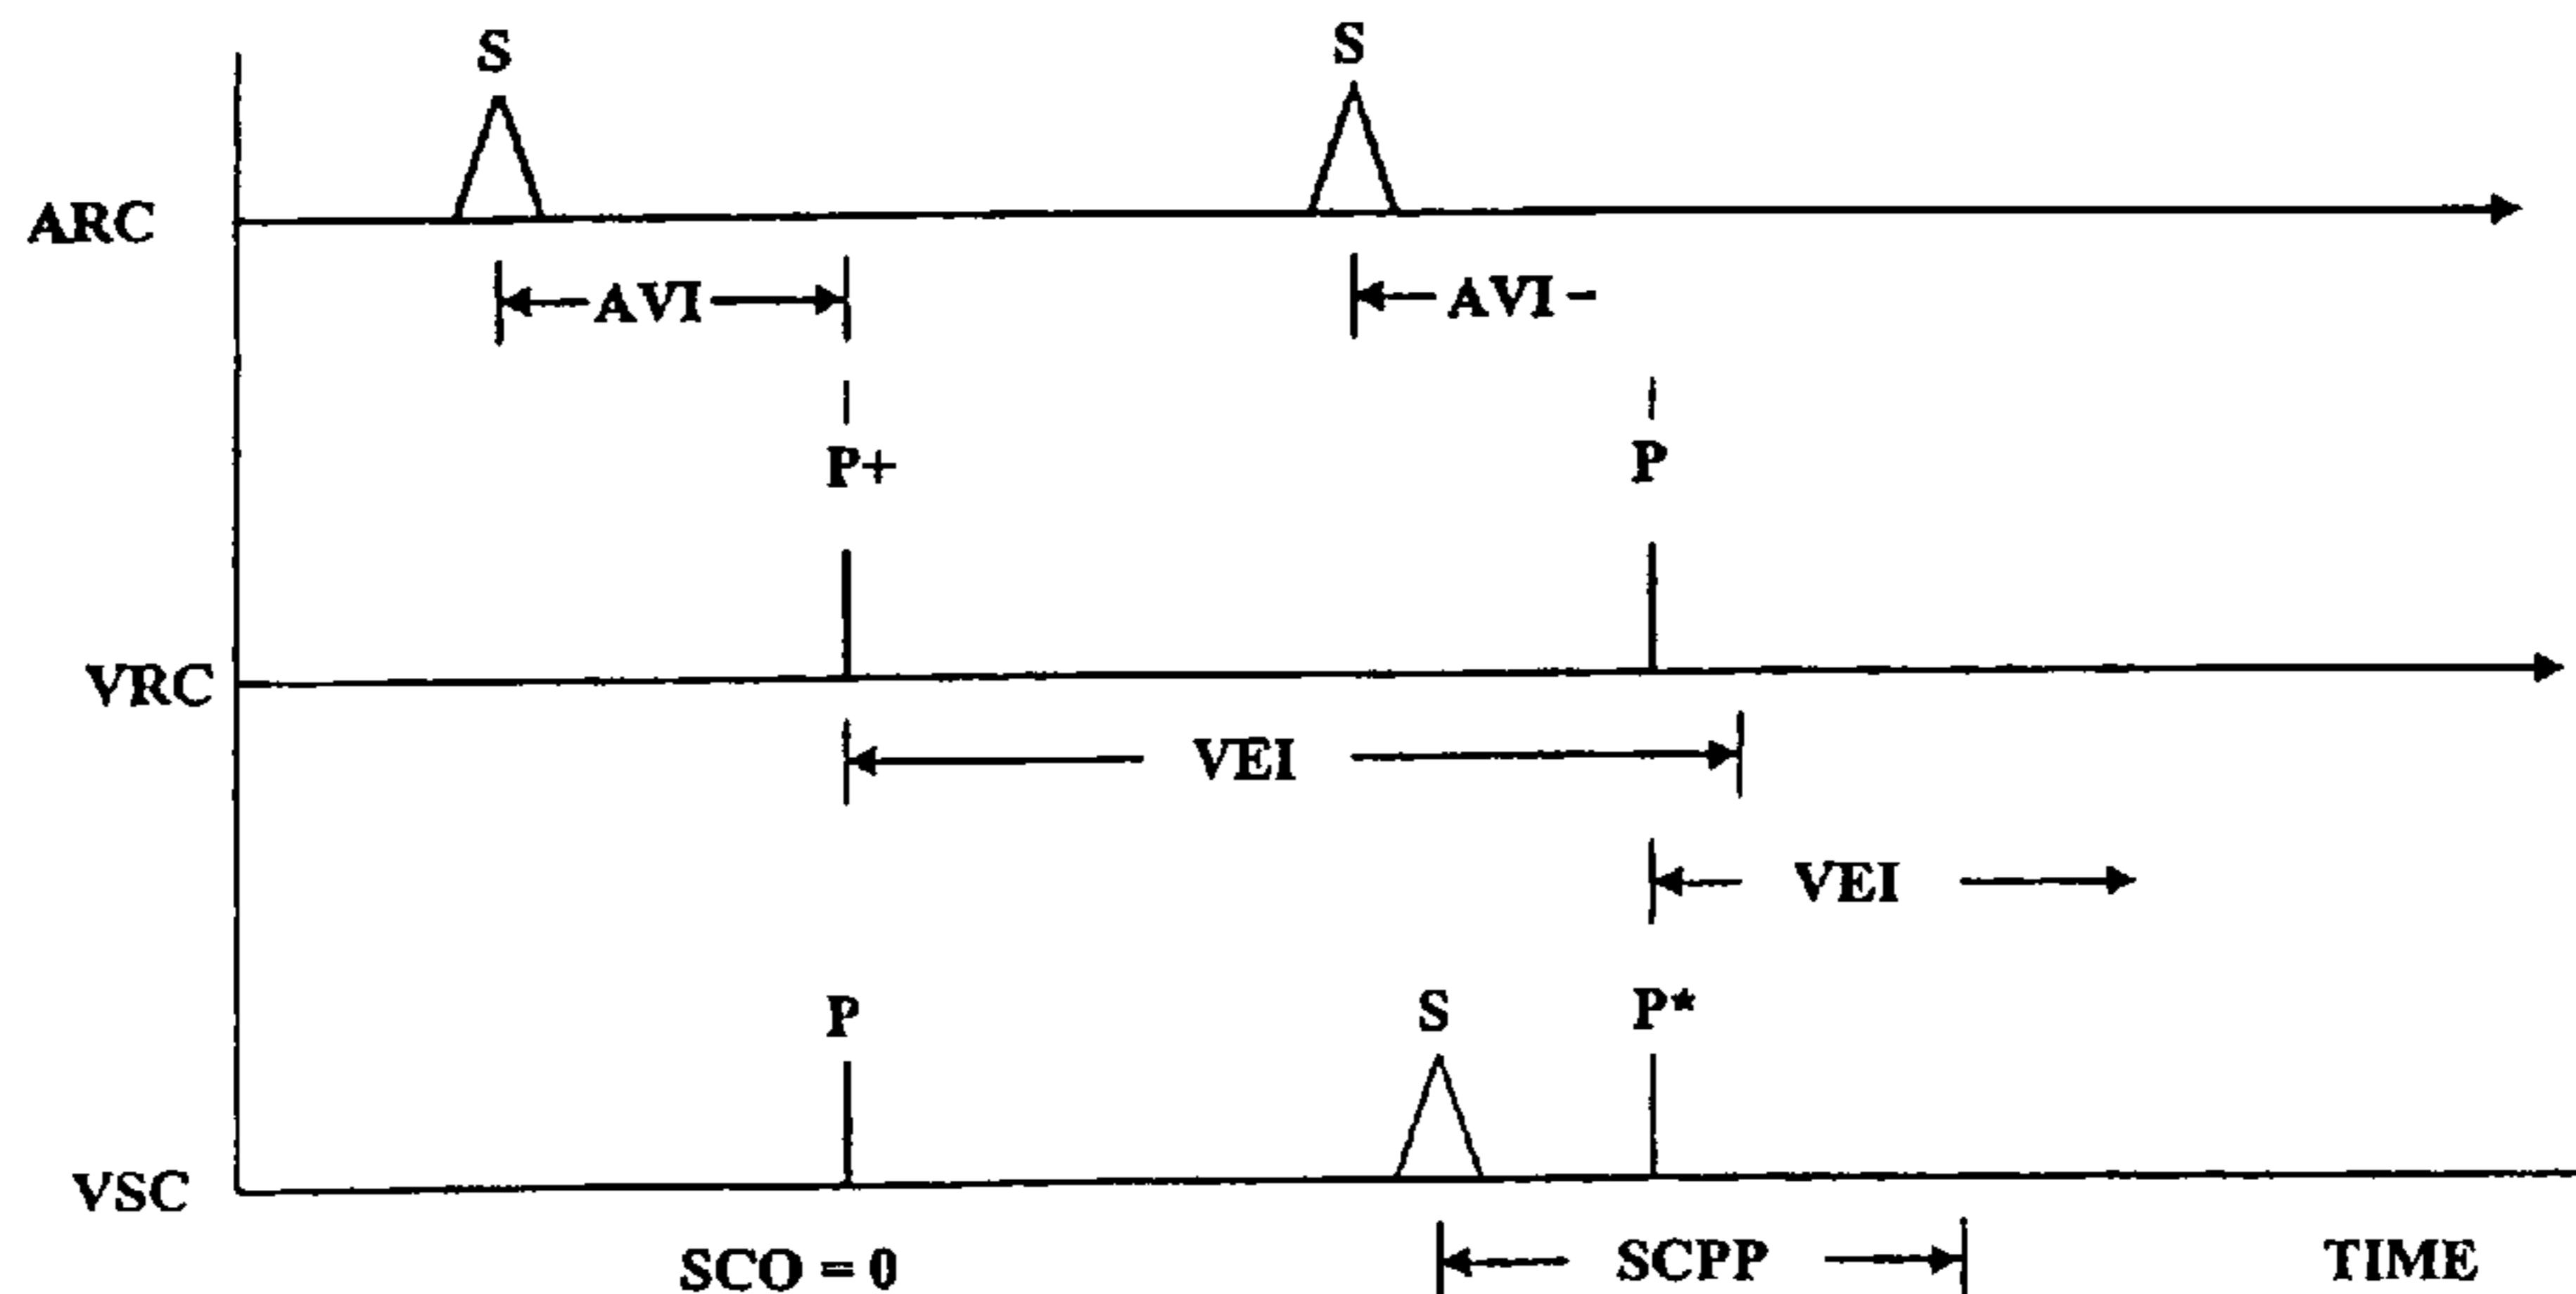 S S
ARC
AVI AVI
P+ P
VRC
VEI
VEI
P S P*
VSC
SCO = 0 SCPP TIME